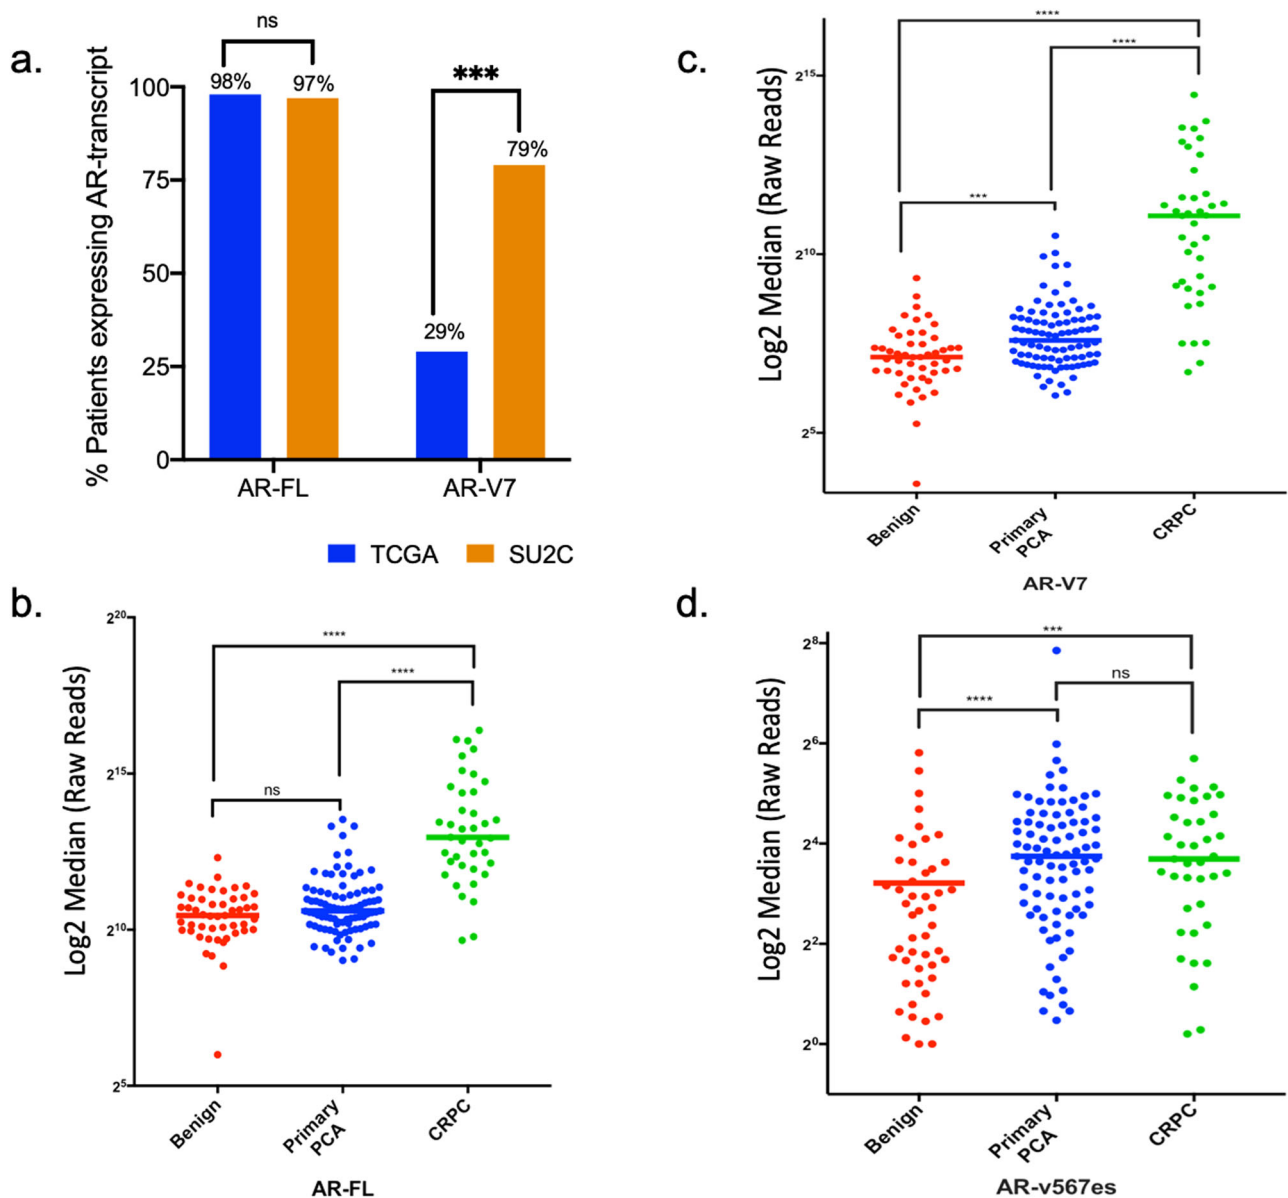 a.
ns
% Patients expressing AR-transcript
100
75
50
25
0
98%
97%
***
29%
79%
AR-FL
AR-V7
TCGA
SU2C
b.
Log2 Median (Raw Reads)
2^20
2^15
2^10
2^5
****
****
ns
Benign
Primary
PCA
CRPC
AR-FL
c.
Log2 Median (Raw Reads)
2^15
2^10
2^5
****
****
***
Benign
Primary
PCA
CRPC
AR-V7
d.
Log2 Median (Raw Reads)
2^8
2^6
2^4
2^2
2^0
***
ns
****
Benign
Primary
PCA
CRPC
AR-v567es